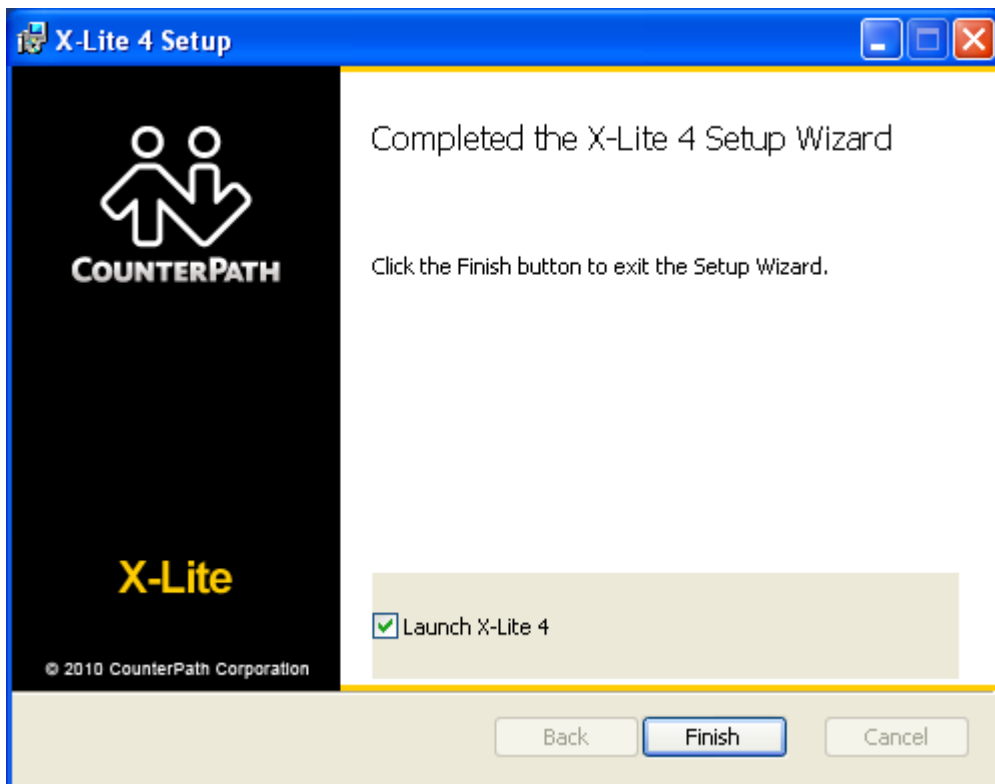 X-Lite 4 Setup
COUNTERPATH
Completed the X-Lite 4 Setup Wizard
Click the Finish button to exit the Setup Wizard.
X-Lite
Launch X-Lite 4
© 2010 CounterPath Corporation
Back Finish Cancel